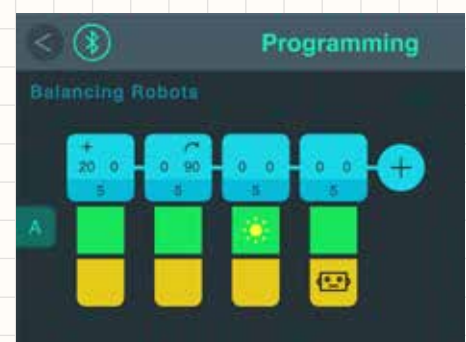 Programming
Balancing Robots
+
20 0 0 90 0 0 0 0 +
5 5 5 5
A